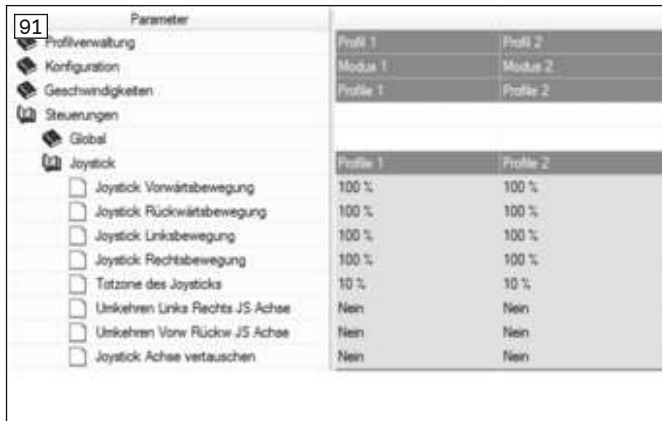 91
Parameter
Profilverwaltung Profil 1 Profil 2
Konfiguration Modus 1 Modus 2
Geschwindigkeiten Profile 1 Profile 2
Steuerungen
Global
Joystick Profile 1 Profile 2
Joystick Vorwärtsbewegung 100 % 100 %
Joystick Rückwärtsbewegung 100 % 100 %
Joystick Linksbewegung 100 % 100 %
Joystick Rechtsbewegung 100 % 100 %
Totzone des Joysticks 10 % 10 %
Umkehren Links Rechts JS Achse Nein Nein
Umkehren Vorw Rückw JS Achse Nein Nein
Joystick Achse vertauschen Nein Nein